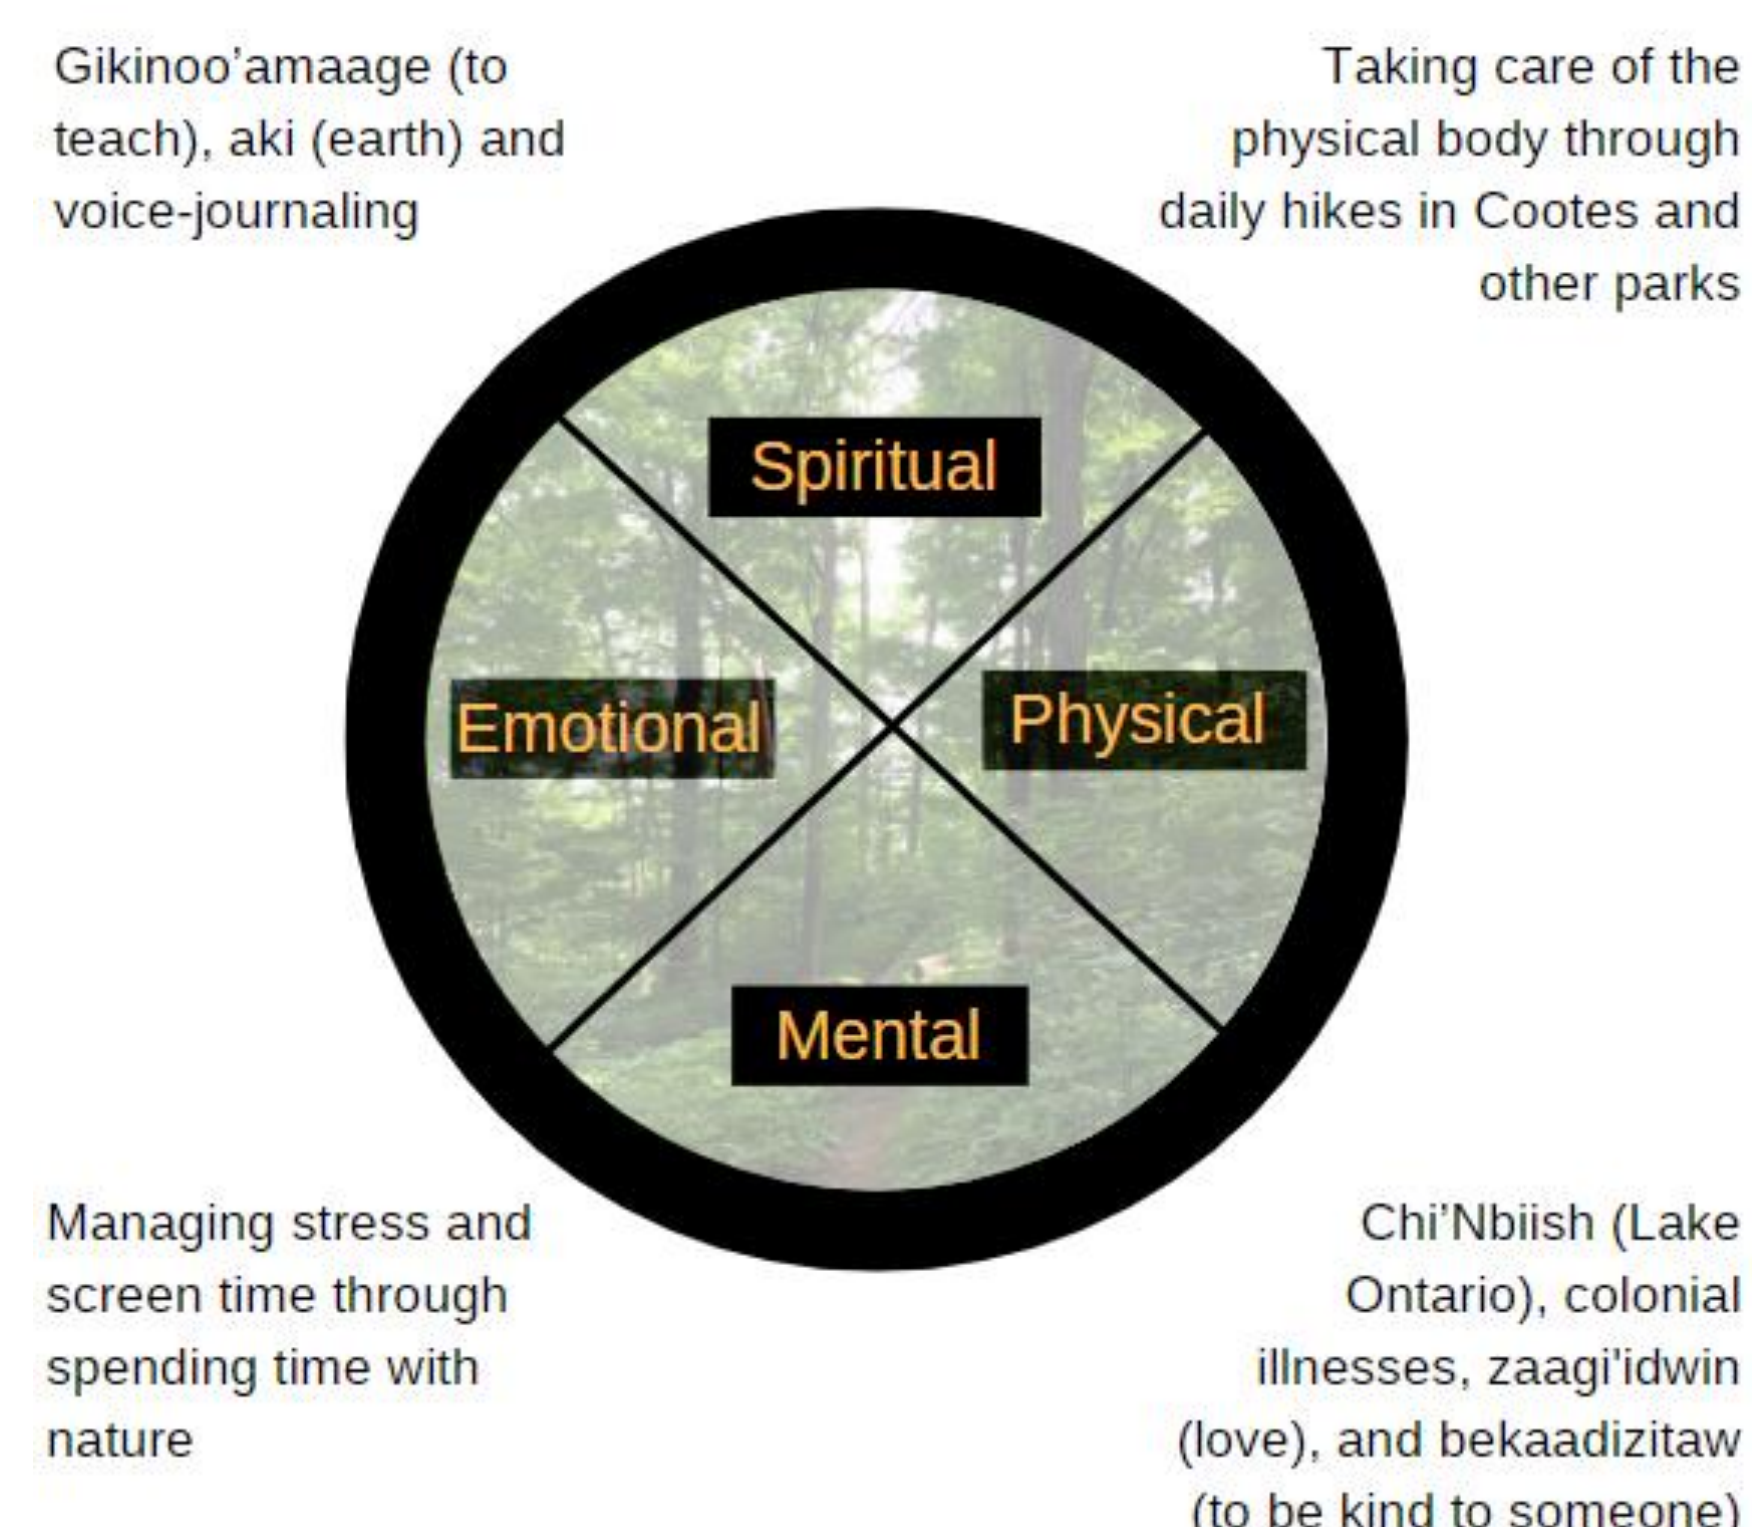 Gikinoo’amaage (to
teach), aki (earth) and
voice-journaling
Taking care of the
physical body through
daily hikes in Cootes and
other parks
Spiritual
Emotional
Physical
Mental
Managing stress and
screen time through
spending time with
nature
Chi’Nbiish (Lake
Ontario), colonial
illnesses, zaagi'idwin
(love), and bekaadizitaw
(to be kind to someone)